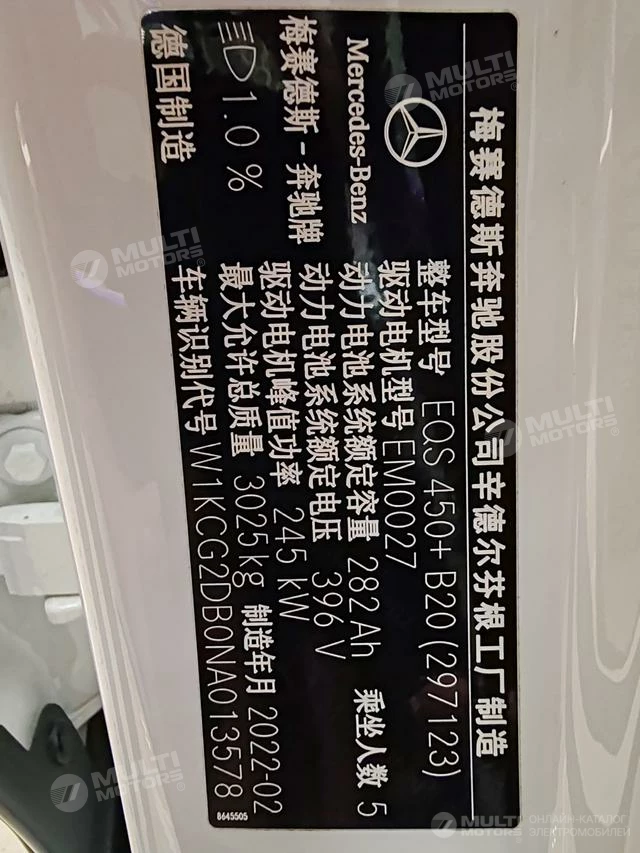 梅赛德斯奔驰股份公司辛德尔芬根工厂制造
Mercedes-Benz
梅赛德斯-奔驰牌
1.0 %
德国制造
整车型号 EQS 450+ B20 (297123)
驱动电机型号 EM0027
动力电池系统额定容量 282 Ah 乘坐人数 5
动力电池系统额定电压 396 V
驱动电机峰值功率 245 kW
最大允许总质量 3025 kg 制造年月 2022-02
车辆识别代号 W1KCG2DB0NA013578
8645505
MULTI MOTORS
MULTI MOTORS
MULTI MOTORS
MULTI MOTORS
MULTI MOTORS
ОНЛАЙН-КАТАЛОГ
ЭЛЕКТРОМОБИЛЕЙ